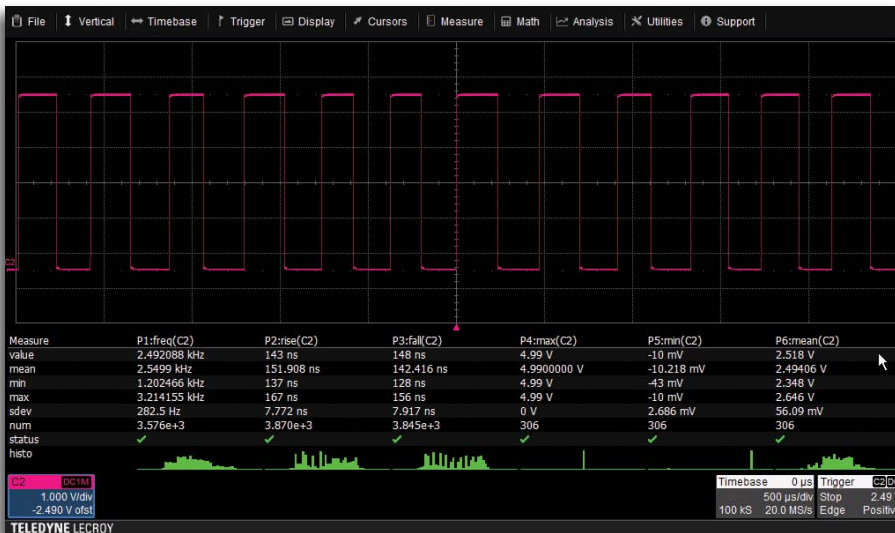 File Vertical Timebase Trigger Display Cursors Measure Math Analysis Utilities Support
C2
Measure P1:freq(C2) P2:rise(C2) P3:fall(C2) P4:max(C2) P5:min(C2) P6:mean(C2)
value 2.492088 kHz 143 ns 148 ns 4.99 V -10 mV 2.518 V
mean 2.5499 kHz 151.908 ns 142.416 ns 4.9900000 V -10.218 mV 2.49406 V
min 1.202466 kHz 137 ns 128 ns 4.99 V -43 mV 2.348 V
max 3.214155 kHz 167 ns 156 ns 4.99 V -10 mV 2.646 V
sdev 282.5 Hz 7.772 ns 7.917 ns 0 V 2.686 mV 56.09 mV
num 3.576e+3 3.870e+3 3.845e+3 306 306 306
status
histo
C2 DC1M
1.000 V/div
-2.490 V ofst
Timebase 0 µs
500 µs/div
100 kS 20.0 MS/s
Trigger C2 D
Stop 2.49
Edge Positiv
TELEDYNE LECROY